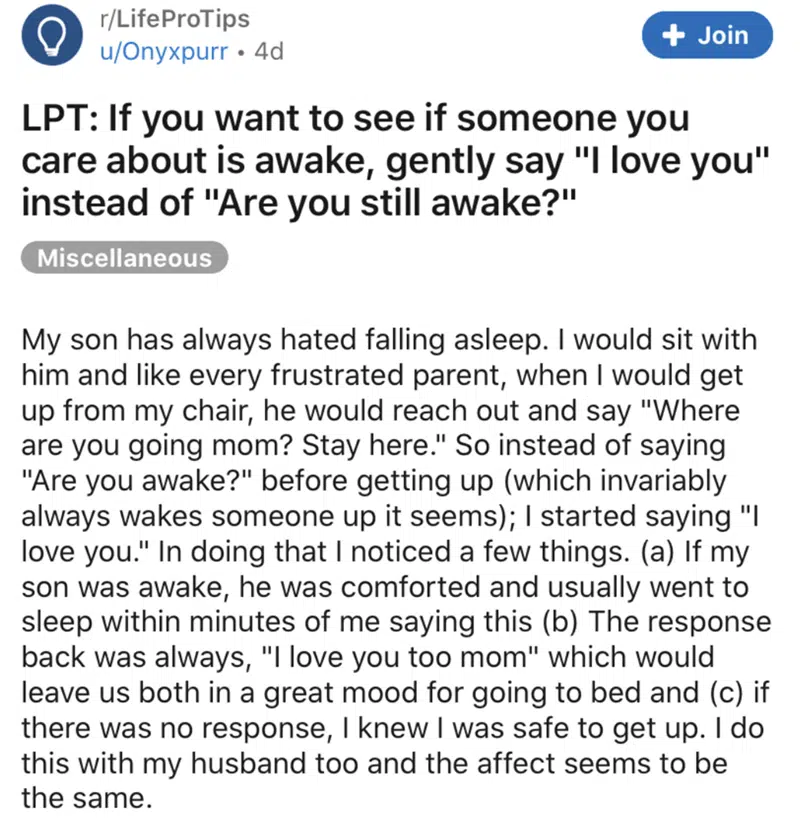 r/LifeProTips
u/Onyxpurr • 4d
+ Join
LPT: If you want to see if someone you
care about is awake, gently say "I love you"
instead of "Are you still awake?"
Miscellaneous
My son has always hated falling asleep. I would sit with
him and like every frustrated parent, when I would get
up from my chair, he would reach out and say "Where
are you going mom? Stay here." So instead of saying
"Are you awake?" before getting up (which invariably
always wakes someone up it seems); I started saying "I
love you." In doing that I noticed a few things. (a) If my
son was awake, he was comforted and usually went to
sleep within minutes of me saying this (b) The response
back was always, "I love you too mom" which would
leave us both in a great mood for going to bed and (c) if
there was no response, I knew I was safe to get up. I do
this with my husband too and the affect seems to be
the same.